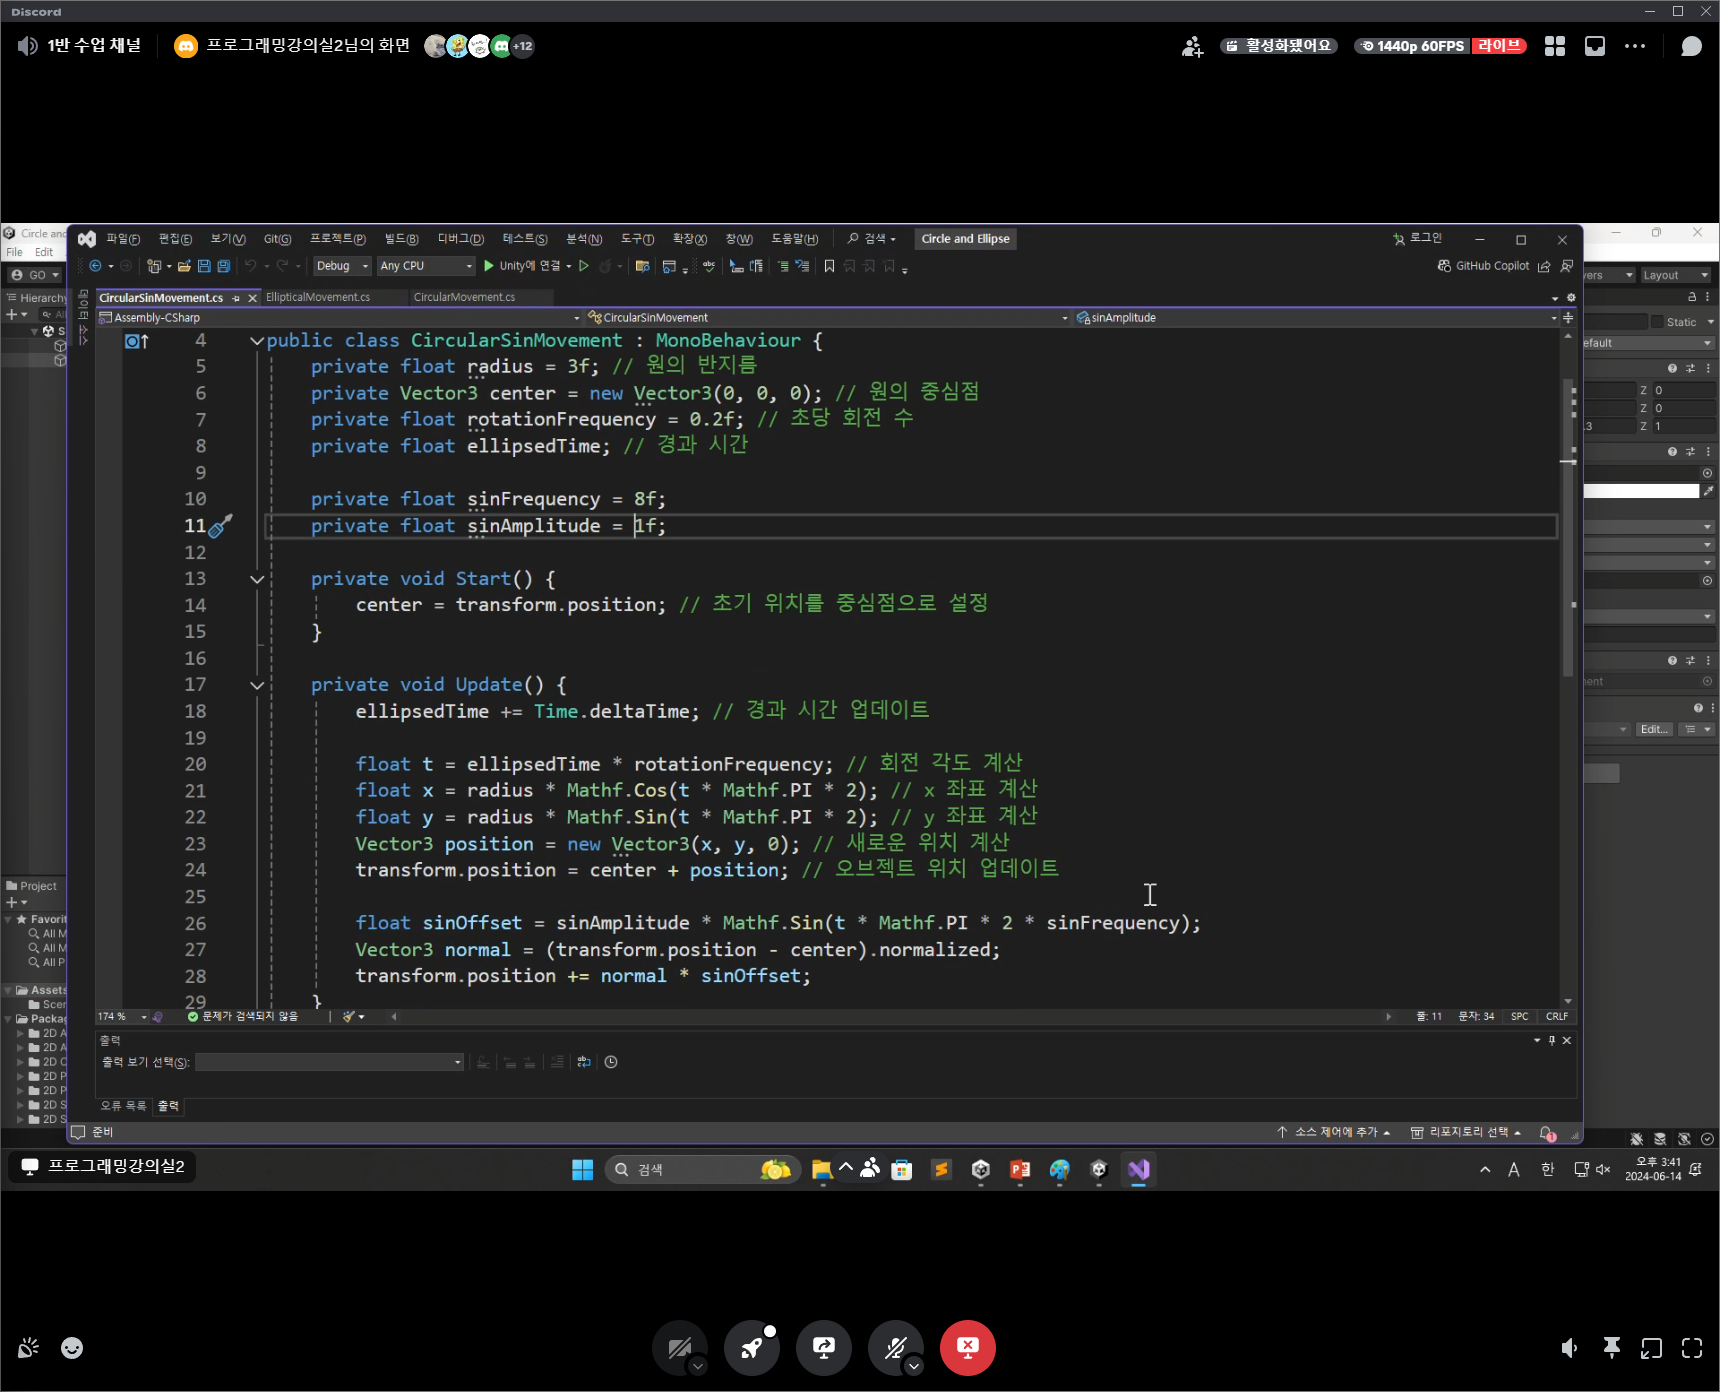 Discord
1반 수업 채널
프로그래밍강의실2님의 화면
+12
활성화됐어요
1440p 60FPS
라이브
Circle and
File Edit
GO
Hierarchy
파일(F) 편집(E) 보기(V) Git(G) 프로젝트(P) 빌드(B) 디버그(D) 테스트(S) 분석(N) 도구(T) 확장(X) 창(W) 도움말(H) 검색 Circle and Ellipse 로그인
Debug Any CPU Unity에 연결 GitHub Copilot
Layout
CircularSinMovement.cs EllipticalMovement.cs CircularMovement.cs
Assembly-CSharp CircularSinMovement sinAmplitude
Static
efault
Z 0
Z 0
.3 Z 1
4 public class CircularSinMovement : MonoBehaviour {
5 private float radius = 3f; // 원의 반지름
6 private Vector3 center = new Vector3(0, 0, 0); // 원의 중심점
7 private float rotationFrequency = 0.2f; // 초당 회전 수
8 private float ellipsedTime; // 경과 시간
9
10 private float sinFrequency = 8f;
11 private float sinAmplitude = 1f;
12
13 private void Start() {
14 center = transform.position; // 초기 위치를 중심점으로 설정
15 }
16
17 private void Update() {
18 ellipsedTime += Time.deltaTime; // 경과 시간 업데이트
19
20 float t = ellipsedTime * rotationFrequency; // 회전 각도 계산
21 float x = radius * Mathf.Cos(t * Mathf.PI * 2); // x 좌표 계산
22 float y = radius * Mathf.Sin(t * Mathf.PI * 2); // y 좌표 계산
23 Vector3 position = new Vector3(x, y, 0); // 새로운 위치 계산
24 transform.position = center + position; // 오브젝트 위치 업데이트
25
26 float sinOffset = sinAmplitude * Mathf.Sin(t * Mathf.PI * 2 * sinFrequency);
27 Vector3 normal = (transform.position - center).normalized;
28 transform.position += normal * sinOffset;
29 }
Edit...
Project
Favorit
All M
All M
All P
Assets
Scen
Packag
2D A
2D A
2D C
2D P
2D P
2D S
2D S
174 % 문제가 검색되지 않음 줄: 11 문자: 34 SPC CRLF
출력
출력 보기 선택(S):
오류 목록 출력
준비 소스 제어에 추가 리포지토리 선택 1
프로그래밍강의실2
검색
A 한
오후 3:41
2024-06-14